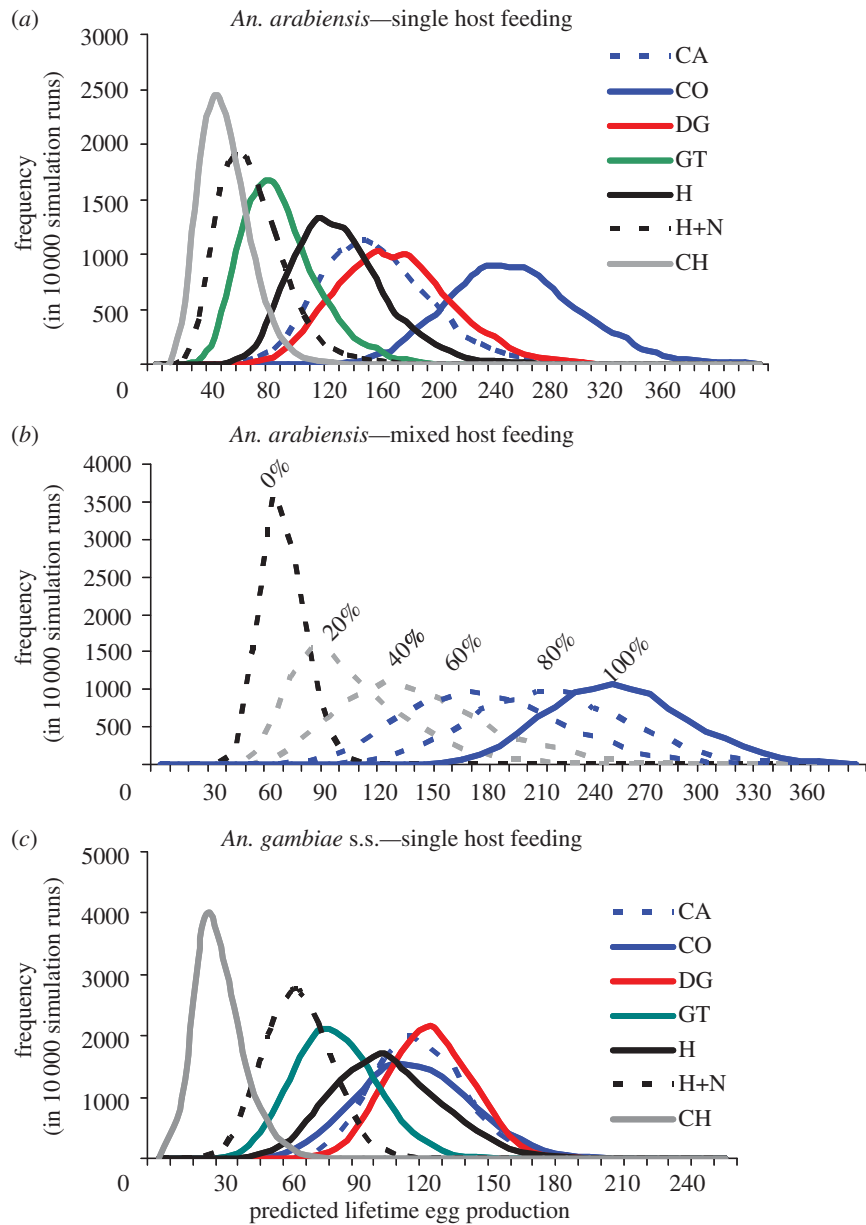 (a) An. arabiensis—single host feeding
3000
2500
2000
1500
1000
500
0
frequency
(in 10 000 simulation runs)
CA
CO
DG
GT
H
H+N
CH
40 80 120 160 200 240 280 320 360 400
(b) An. arabiensis—mixed host feeding
4000
3500
3000
2500
2000
1500
1000
500
0
frequency
(in 10 000 simulation runs)
0%
20%
40%
60%
80%
100%
30 60 90 120 150 180 210 240 270 300 330 360
(c) An. gambiae s.s.—single host feeding
5000
4000
3000
2000
1000
0
frequency
(in 10 000 simulation runs)
CA
CO
DG
GT
H
H+N
CH
30 60 90 120 150 180 210 240
predicted lifetime egg production